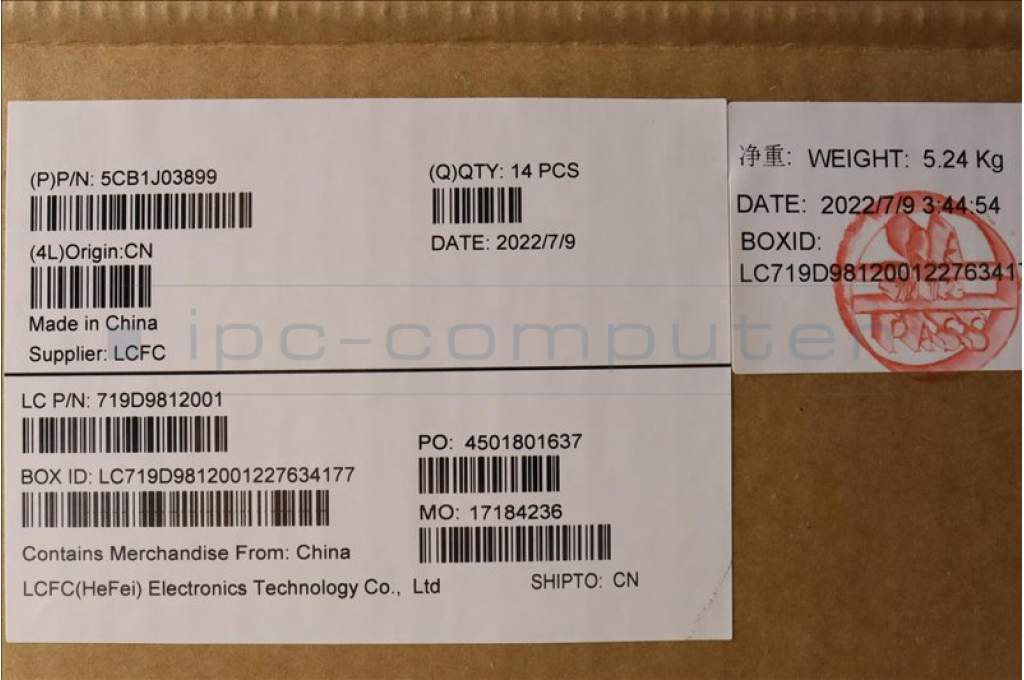 (P)P/N: 5CB1J03899
(Q)QTY: 14 PCS
(4L)Origin:CN
DATE: 2022/7/9
Made in China
Supplier: LCFC
LC P/N: 719D9812001
PO: 4501801637
BOX ID: LC719D9812001227634177
MO: 17184236
Contains Merchandise From: China
LCFC(HeFei) Electronics Technology Co., Ltd
SHIPTO: CN
净重: WEIGHT: 5.24 Kg
DATE: 2022/7/9 3:44:54
BOXID:
LC719D981200122763417
PASS
ipc-computer